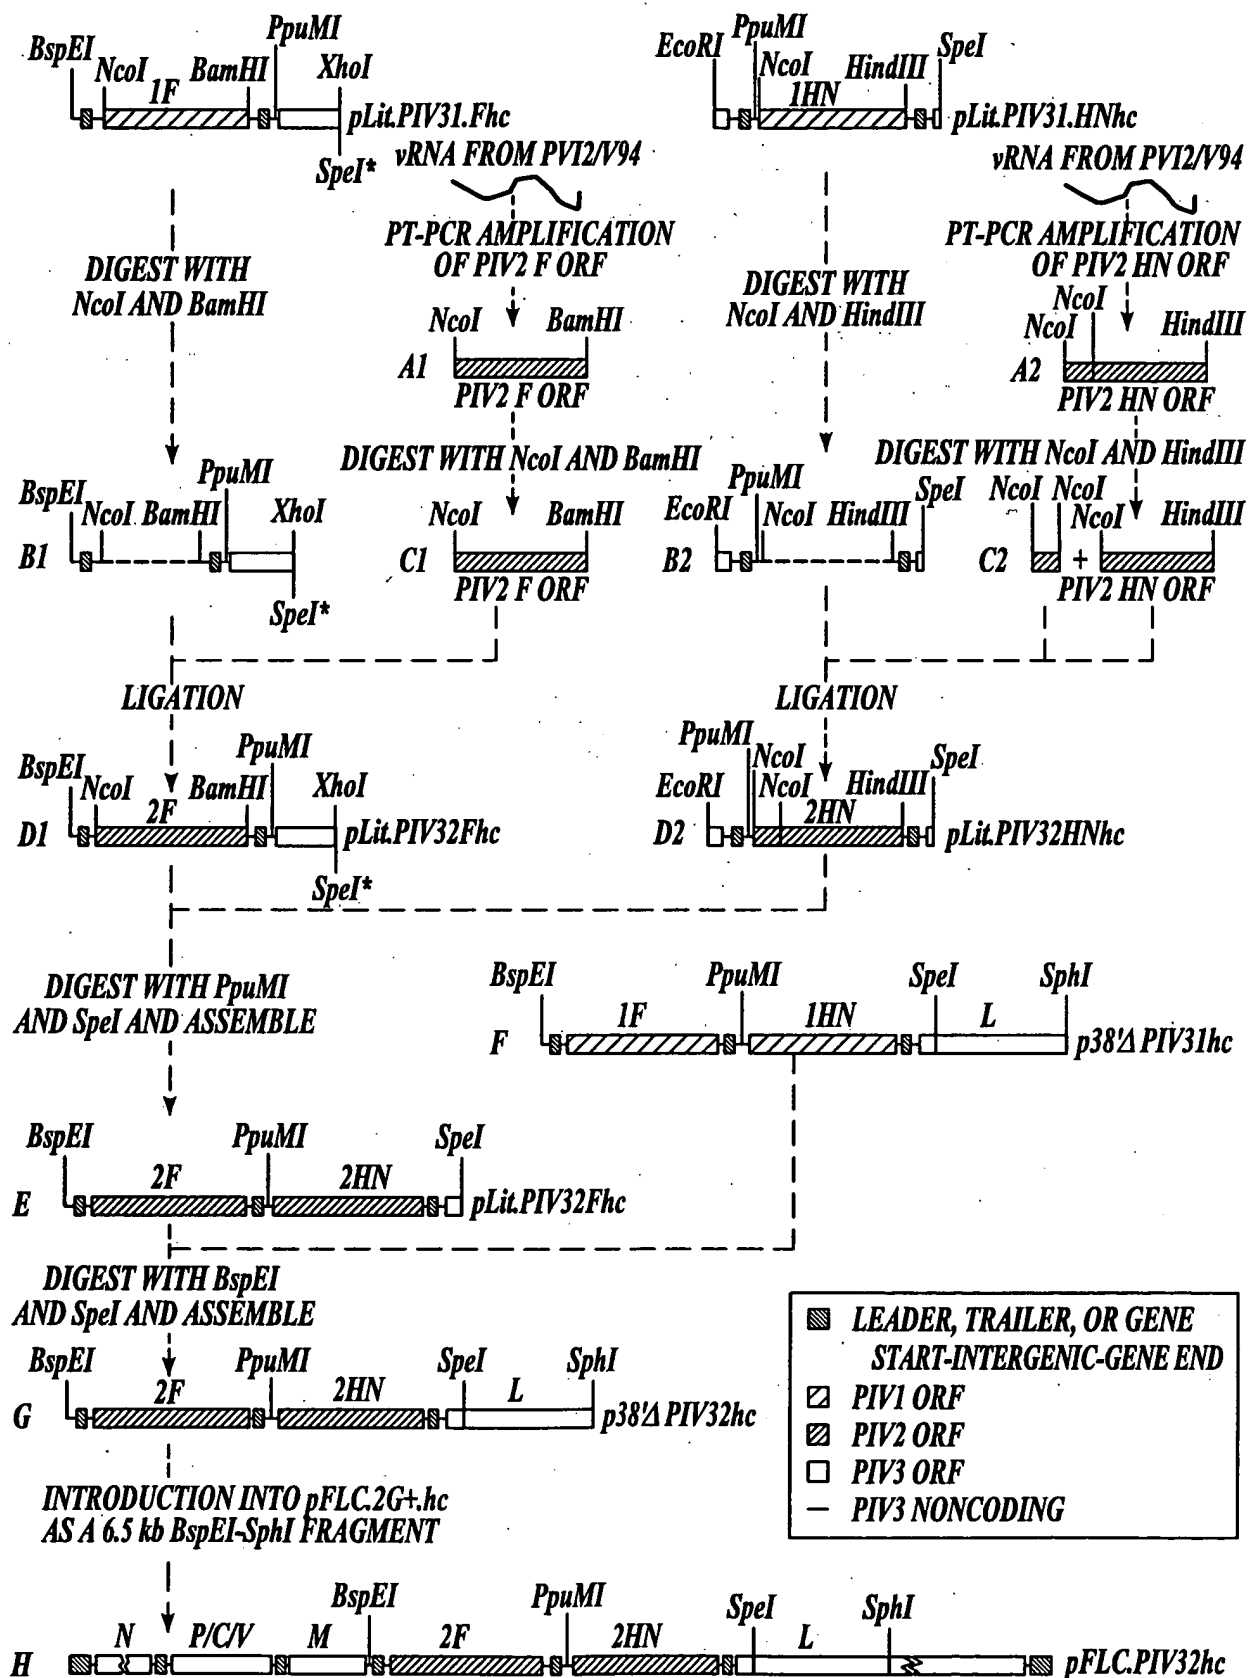 BspEI
NcoI
1F
BamHI
PpuMI
XhoI
pLit.PIV31.Fhc
SpeI*
EcoRI
PpuMI
NcoI
1HN
HindIII
SpeI
pLit.PIV31.HNhc
vRNA FROM PVI2/V94
PT-PCR AMPLIFICATION
OF PIV2 F ORF
vRNA FROM PVI2/V94
PT-PCR AMPLIFICATION
OF PIV2 HN ORF
DIGEST WITH
NcoI AND BamHI
NcoI
BamHI
A1
PIV2 F ORF
DIGEST WITH
NcoI AND HindIII
NcoI
NcoI
HindIII
A2
PIV2 HN ORF
DIGEST WITH NcoI AND BamHI
DIGEST WITH NcoI AND HindIII
BspEI
NcoI
BamHI
PpuMI
XhoI
B1
SpeI*
NcoI
BamHI
C1
PIV2 F ORF
EcoRI
PpuMI
NcoI
HindIII
SpeI
B2
NcoI
NcoI
NcoI
HindIII
C2
+
PIV2 HN ORF
LIGATION
LIGATION
BspEI
NcoI
2F
BamHI
PpuMI
XhoI
D1
pLit.PIV32Fhc
SpeI*
EcoRI
PpuMI
NcoI
NcoI
2HN
HindIII
SpeI
D2
pLit.PIV32HNhc
DIGEST WITH PpuMI
AND SpeI AND ASSEMBLE
BspEI
1F
PpuMI
1HN
SpeI
L
SphI
F
p38'Δ PIV31hc
BspEI
2F
PpuMI
2HN
SpeI
E
pLit.PIV32Fhc
DIGEST WITH BspEI
AND SpeI AND ASSEMBLE
BspEI
2F
PpuMI
2HN
SpeI
L
SphI
G
p38'Δ PIV32hc
LEADER, TRAILER, OR GENE
START-INTERGENIC-GENE END
PIV1 ORF
PIV2 ORF
PIV3 ORF
PIV3 NONCODING
INTRODUCTION INTO pFLC.2G+.hc
AS A 6.5 kb BspEI-SphI FRAGMENT
H
N
P/C/V
M
BspEI
2F
PpuMI
2HN
SpeI
L
SphI
pFLC.PIV32hc